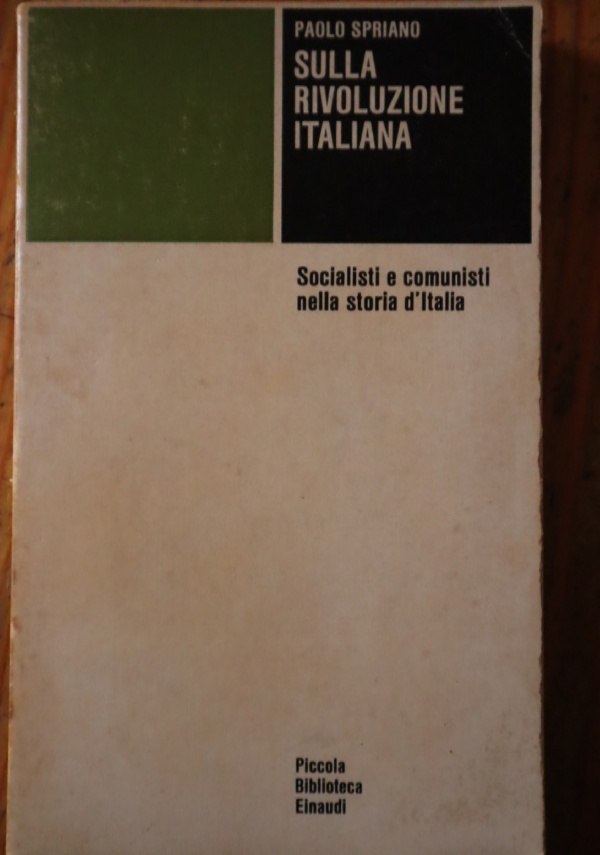 PAOLO SPRIANO
SULLA
RIVOLUZIONE
ITALIANA
Socialisti e comunisti
nella storia d'Italia
Piccola
Biblioteca
Einaudi